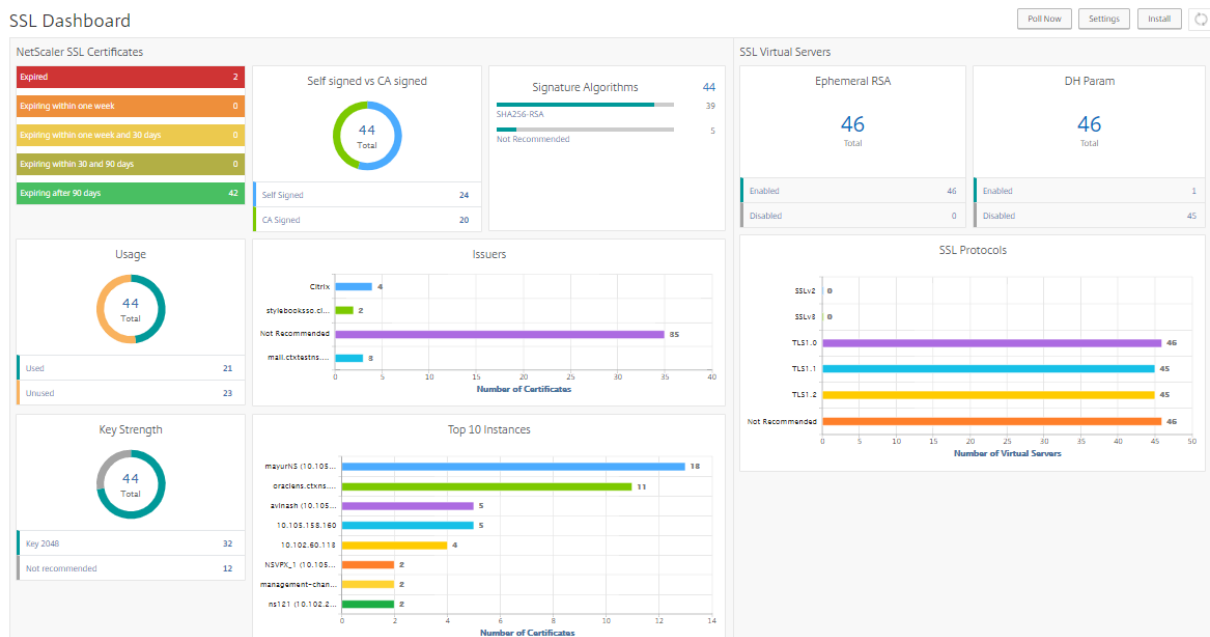 SSL Dashboard
Poll Now
Settings
Install
NetScaler SSL Certificates
Expired 2
Expiring within one week 0
Expiring within one week and 30 days 0
Expiring within 30 and 90 days 0
Expiring after 90 days 42
Self signed vs CA signed
44
Total
Self Signed 24
CA Signed 20
Signature Algorithms 44
39
SHA256-RSA
5
Not Recommended
Usage
44
Total
Used 21
Unused 23
Issuers
Citrix 4
stylebooksso.cl... 2
Not Recommended 35
mail.ctxtestns.... 3
0 5 10 15 20 25 30 35 40
Number of Certificates
Key Strength
44
Total
Key 2048 32
Not recommended 12
Top 10 Instances
mayurNS (10.105... 13
oraclens.ctxns.... 11
avinash (10.105... 5
10.105.158.160 5
10.102.60.118 4
NSVPX_1 (10.105... 2
management-chan... 2
ns121 (10.102.2... 2
0 2 4 6 8 10 12 14
Number of Certificates
SSL Virtual Servers
Ephemeral RSA
46
Total
Enabled 46
Disabled 0
DH Param
46
Total
Enabled 1
Disabled 45
SSL Protocols
SSLv2 0
SSLv3 0
TLS1.0 46
TLS1.1 45
TLS1.2 45
Not Recommended 46
0 5 10 15 20 25 30 35 40 45 50
Number of Virtual Servers